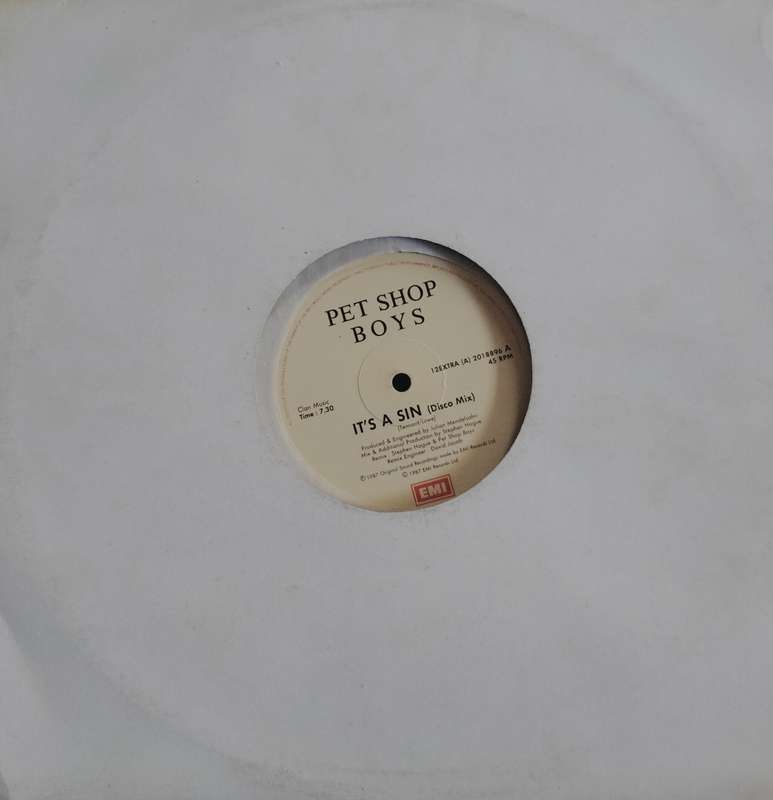 PET SHOP
BOYS
12EXTRA (A) 2018896 A
45 RPM
Clan Music
Time : 7.30
IT'S A SIN (Disco Mix)
(Tennant/Lowe)
Produced & Engineered by Julian Mendelsohn
Mix & Additional Production by Stephen Hague
Remix : Stephen Hague & Pet Shop Boys
Remix Engineer : David Jacob
℗ 1987 Original Sound Recordings made by EMI Records Ltd.
© 1987 EMI Records Ltd.
EMI